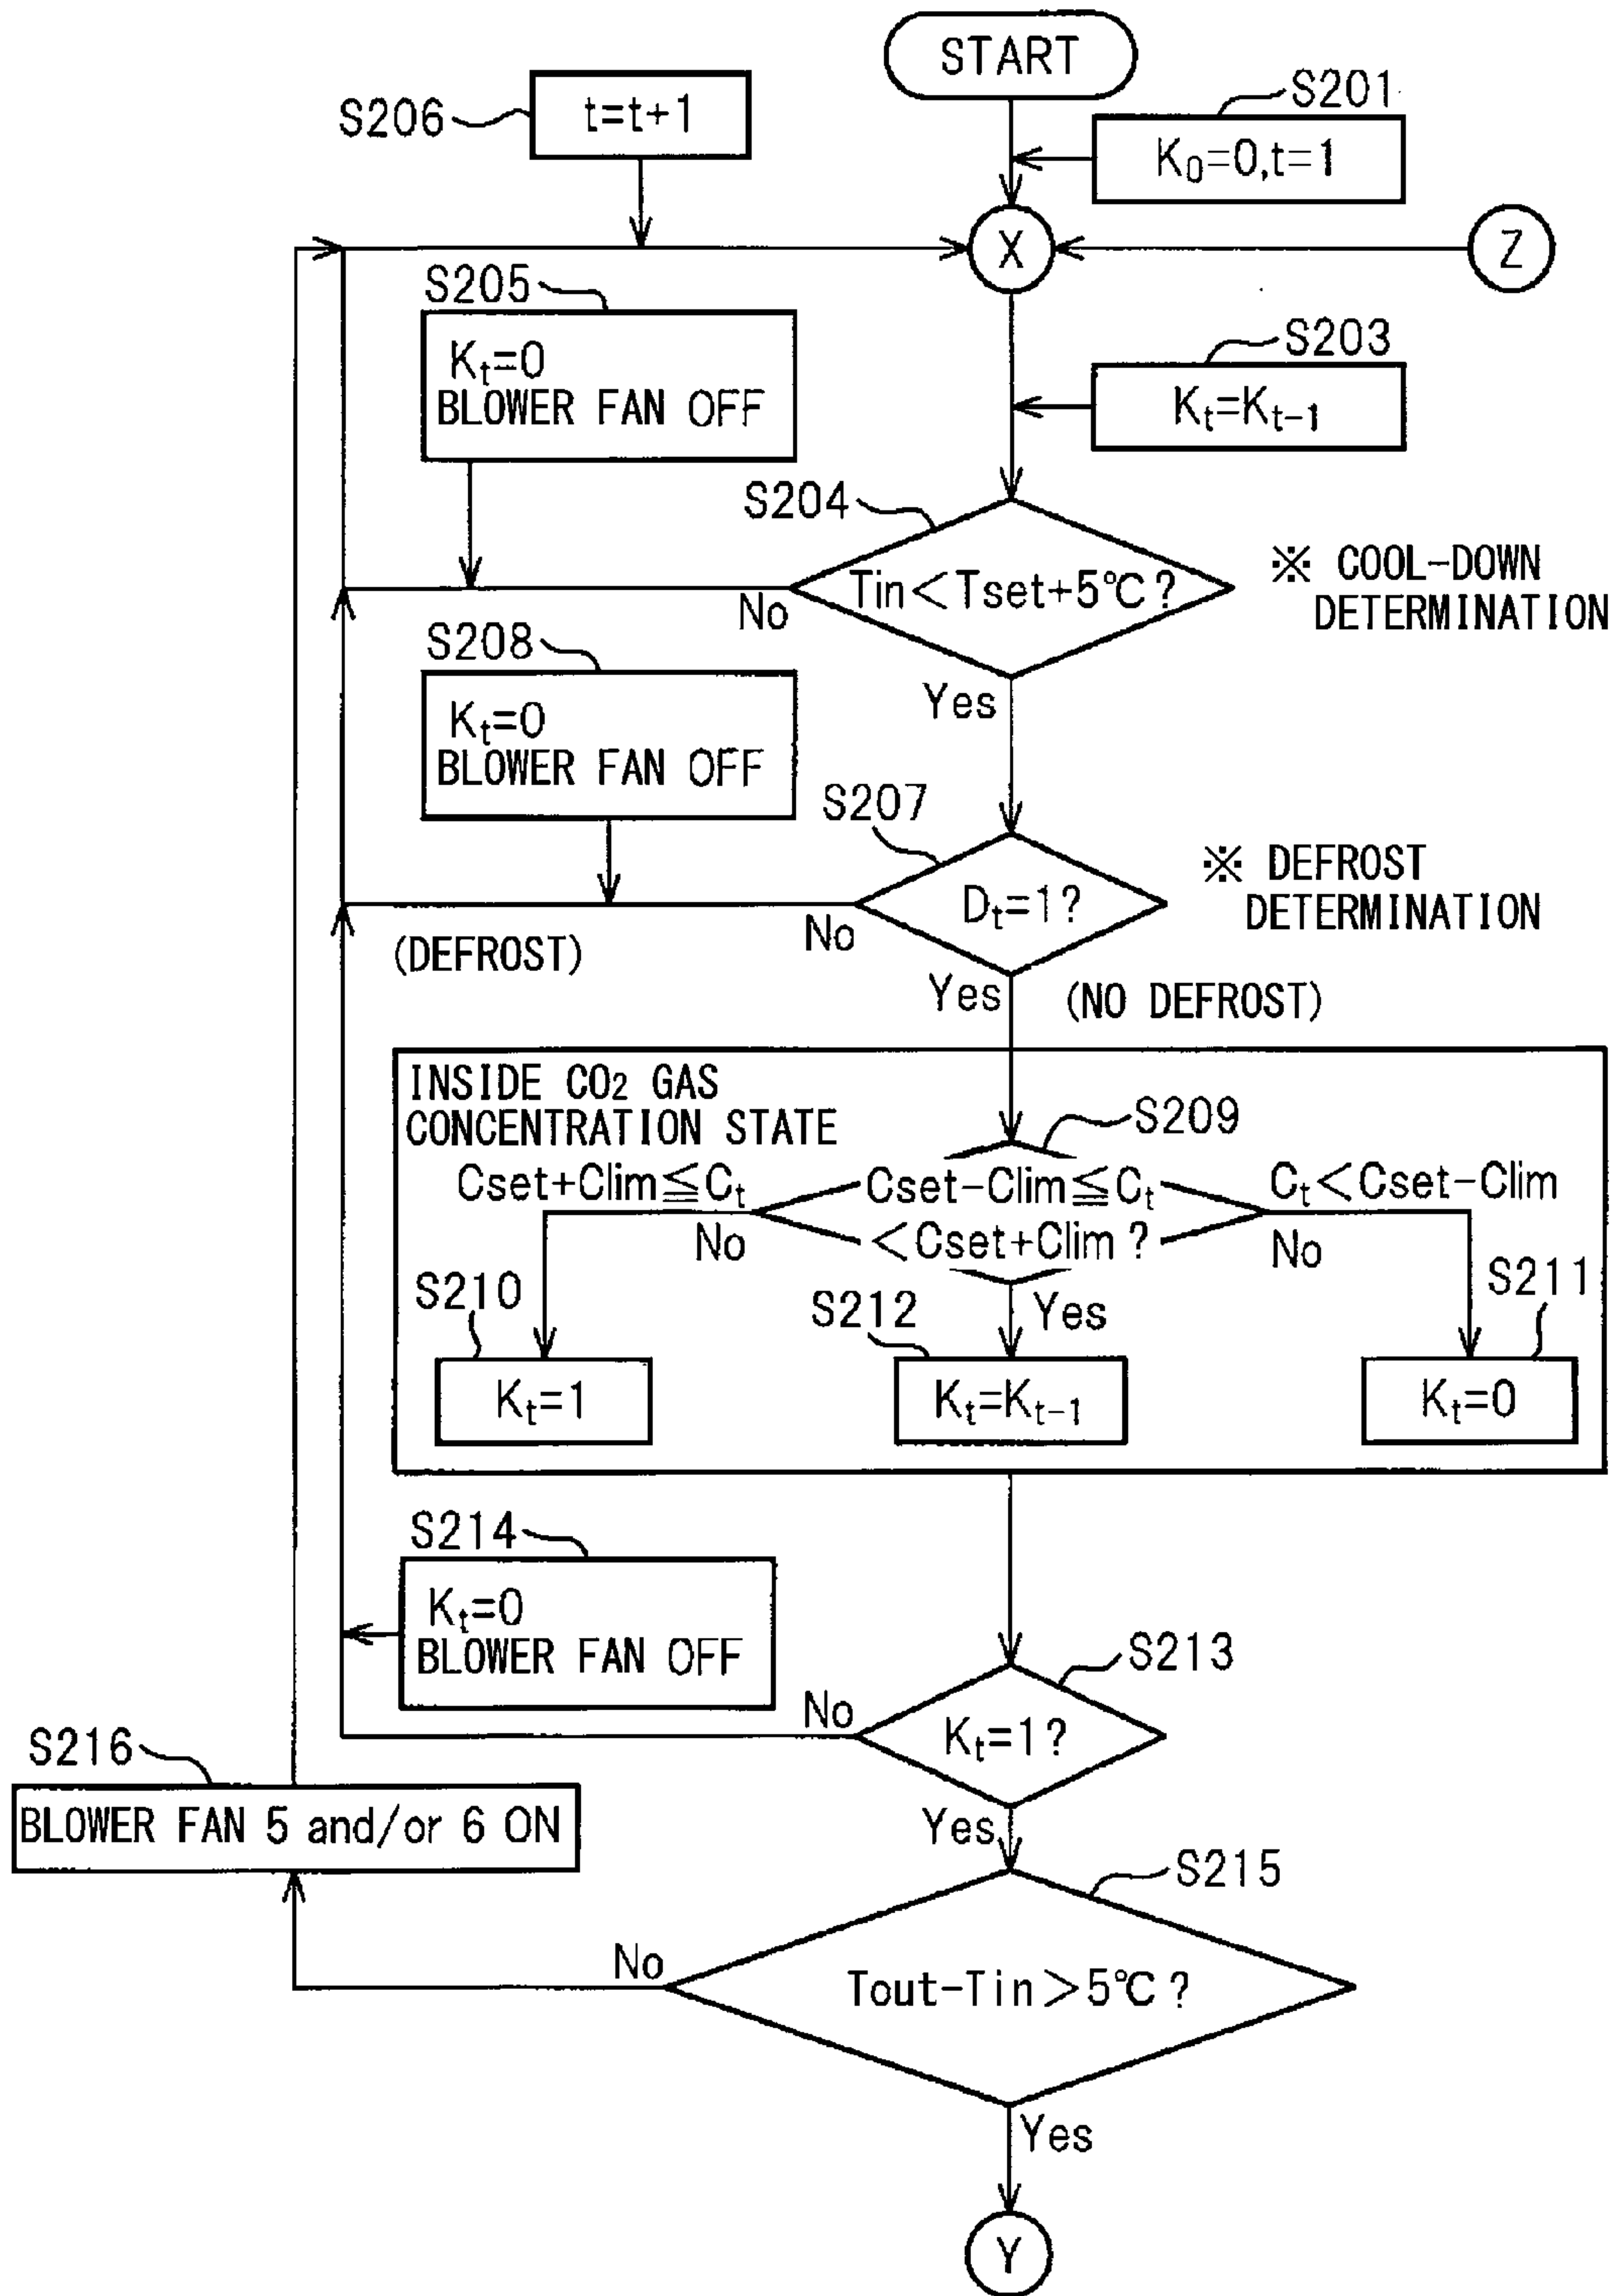 START
S201
K₀=0,t=1
S206
t=t+1
X
Z
S205
Kₜ=0
BLOWER FAN OFF
S203
Kₜ=Kₜ₋₁
S204
Tin<Tset+5℃?
※ COOL-DOWN
DETERMINATION
No
Yes
S208
Kₜ=0
BLOWER FAN OFF
S207
Dₜ=1?
※ DEFROST
DETERMINATION
No
(DEFROST)
Yes
(NO DEFROST)
INSIDE CO₂ GAS
CONCENTRATION STATE
S209
Cset+Clim≦Cₜ
Cset-Clim≦Cₜ
<Cset+Clim?
Cₜ<Cset-Clim
No
No
S210
S212
Yes
S211
Kₜ=1
Kₜ=Kₜ₋₁
Kₜ=0
S214
Kₜ=0
BLOWER FAN OFF
S213
Kₜ=1?
No
Yes
S216
BLOWER FAN 5 and/or 6 ON
S215
Tout-Tin>5℃?
No
Yes
Y